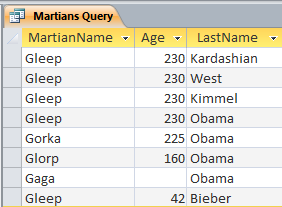 Martians Query
MartianName Age LastName
Gleep 230 Kardashian
Gleep 230 West
Gleep 230 Kimmel
Gleep 230 Obama
Gorka 225 Obama
Glorp 160 Obama
Gaga Obama
Gleep 42 Bieber